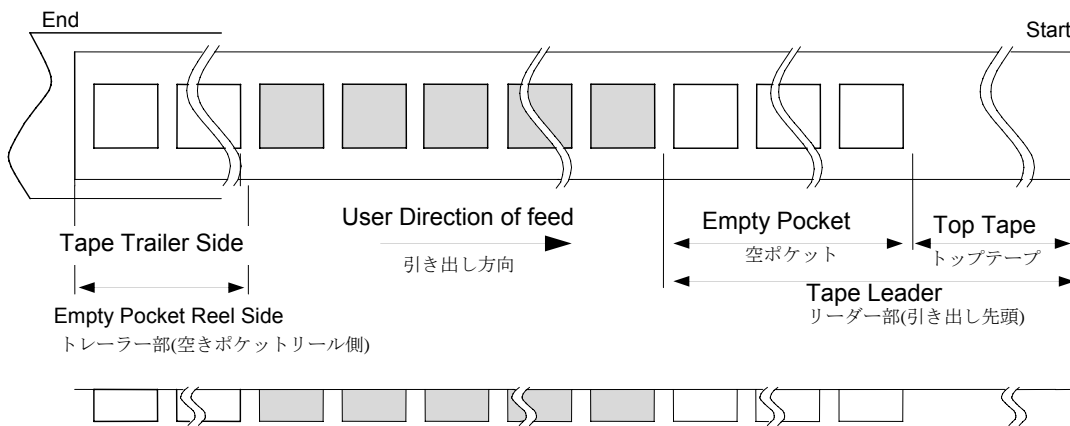 End
Start
User Direction of feed
引き出し方向
Empty Pocket
空ポケット
Top Tape
トップテープ
Tape Trailer Side
Tape Leader
リーダー部(引き出し先頭)
Empty Pocket Reel Side
トレーラー部(空きポケットリール側)